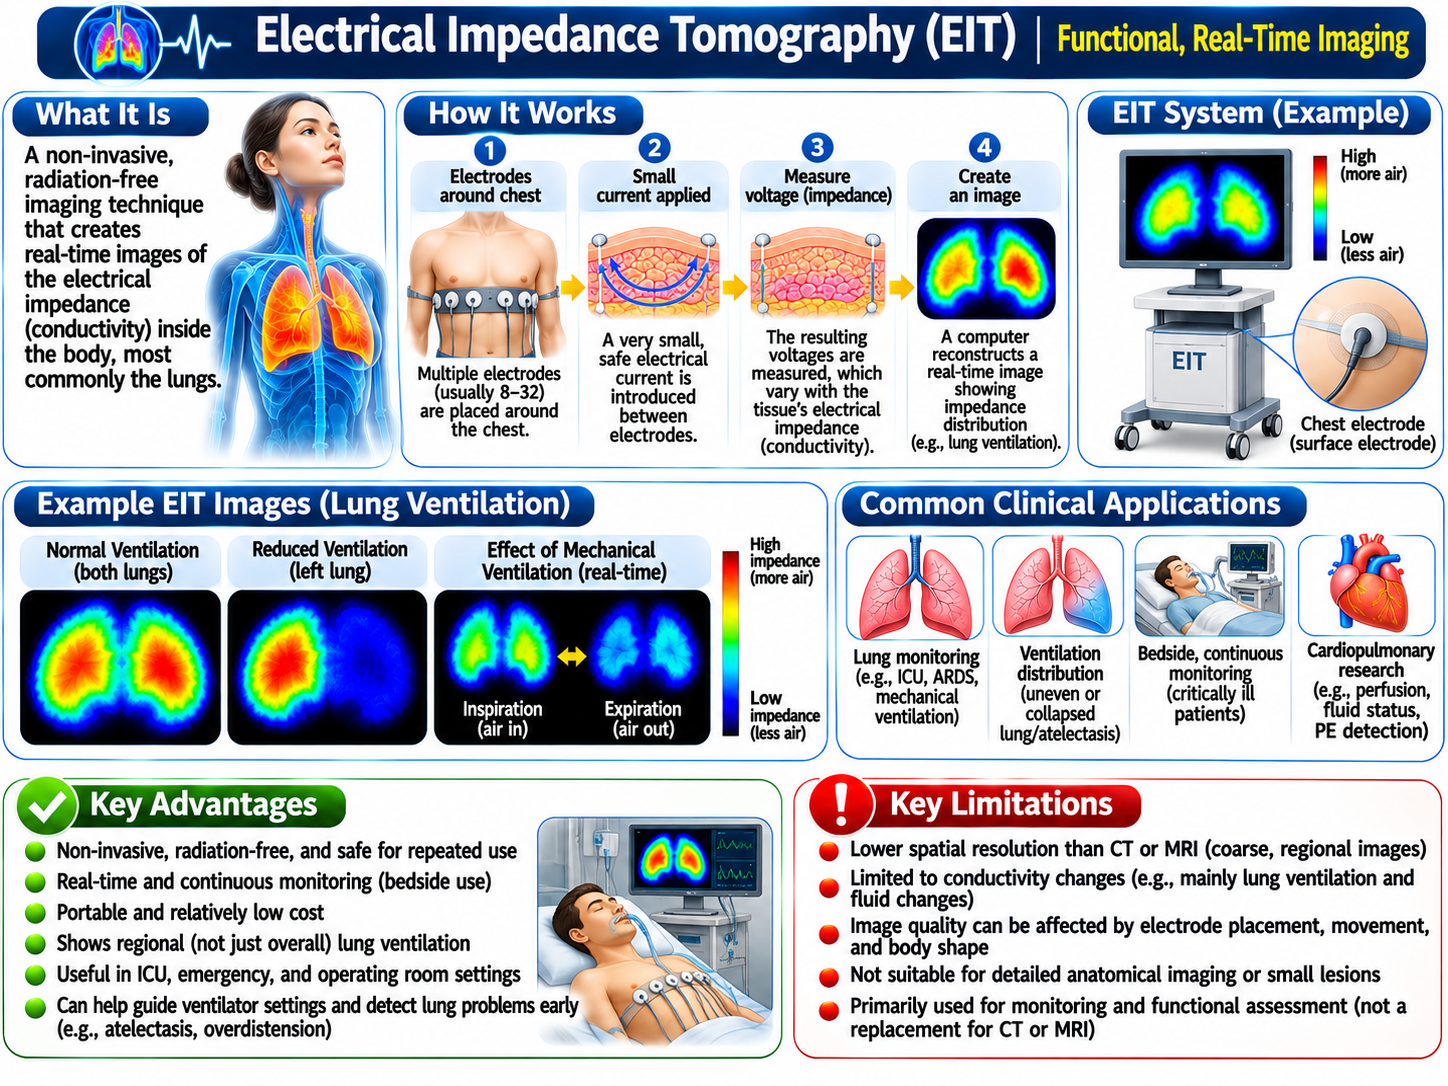 Electrical Impedance Tomography (EIT)
Functional, Real-Time Imaging
What It Is
A non-invasive,
radiation-free
imaging technique
that creates
real-time images of
the electrical
impedance
(conductivity) inside
the body, most
commonly the lungs.
How It Works
1
Electrodes
around chest
Multiple electrodes
(usually 8–32)
are placed around
the chest.
2
Small
current applied
A very small,
safe electrical
current is
introduced
between
electrodes.
3
Measure
voltage (impedance)
The resulting
voltages are
measured, which
vary with the
tissue's electrical
impedance
(conductivity).
4
Create
an image
A computer
reconstructs a
real-time image
showing
impedance
distribution
(e.g., lung ventilation).
EIT System (Example)
High
(more air)
Low
(less air)
EIT
Chest electrode
(surface electrode)
Example EIT Images (Lung Ventilation)
Normal Ventilation
(both lungs)
Reduced Ventilation
(left lung)
Effect of Mechanical
Ventilation (real-time)
Inspiration
(air in)
Expiration
(air out)
High
impedance
(more air)
Low
impedance
(less air)
Common Clinical Applications
Lung monitoring
(e.g., ICU, ARDS,
mechanical
ventilation)
Ventilation
distribution
(uneven or
collapsed
lung/atelectasis)
Bedside, continuous
monitoring
(critically ill
patients)
Cardiopulmonary
research
(e.g., perfusion,
fluid status,
PE detection)
Key Advantages
Non-invasive, radiation-free, and safe for repeated use
Real-time and continuous monitoring (bedside use)
Portable and relatively low cost
Shows regional (not just overall) lung ventilation
Useful in ICU, emergency, and operating room settings
Can help guide ventilator settings and detect lung problems early
(e.g., atelectasis, overdistension)
Key Limitations
Lower spatial resolution than CT or MRI (coarse, regional images)
Limited to conductivity changes (e.g., mainly lung ventilation and
fluid changes)
Image quality can be affected by electrode placement, movement,
and body shape
Not suitable for detailed anatomical imaging or small lesions
Primarily used for monitoring and functional assessment (not a
replacement for CT or MRI)